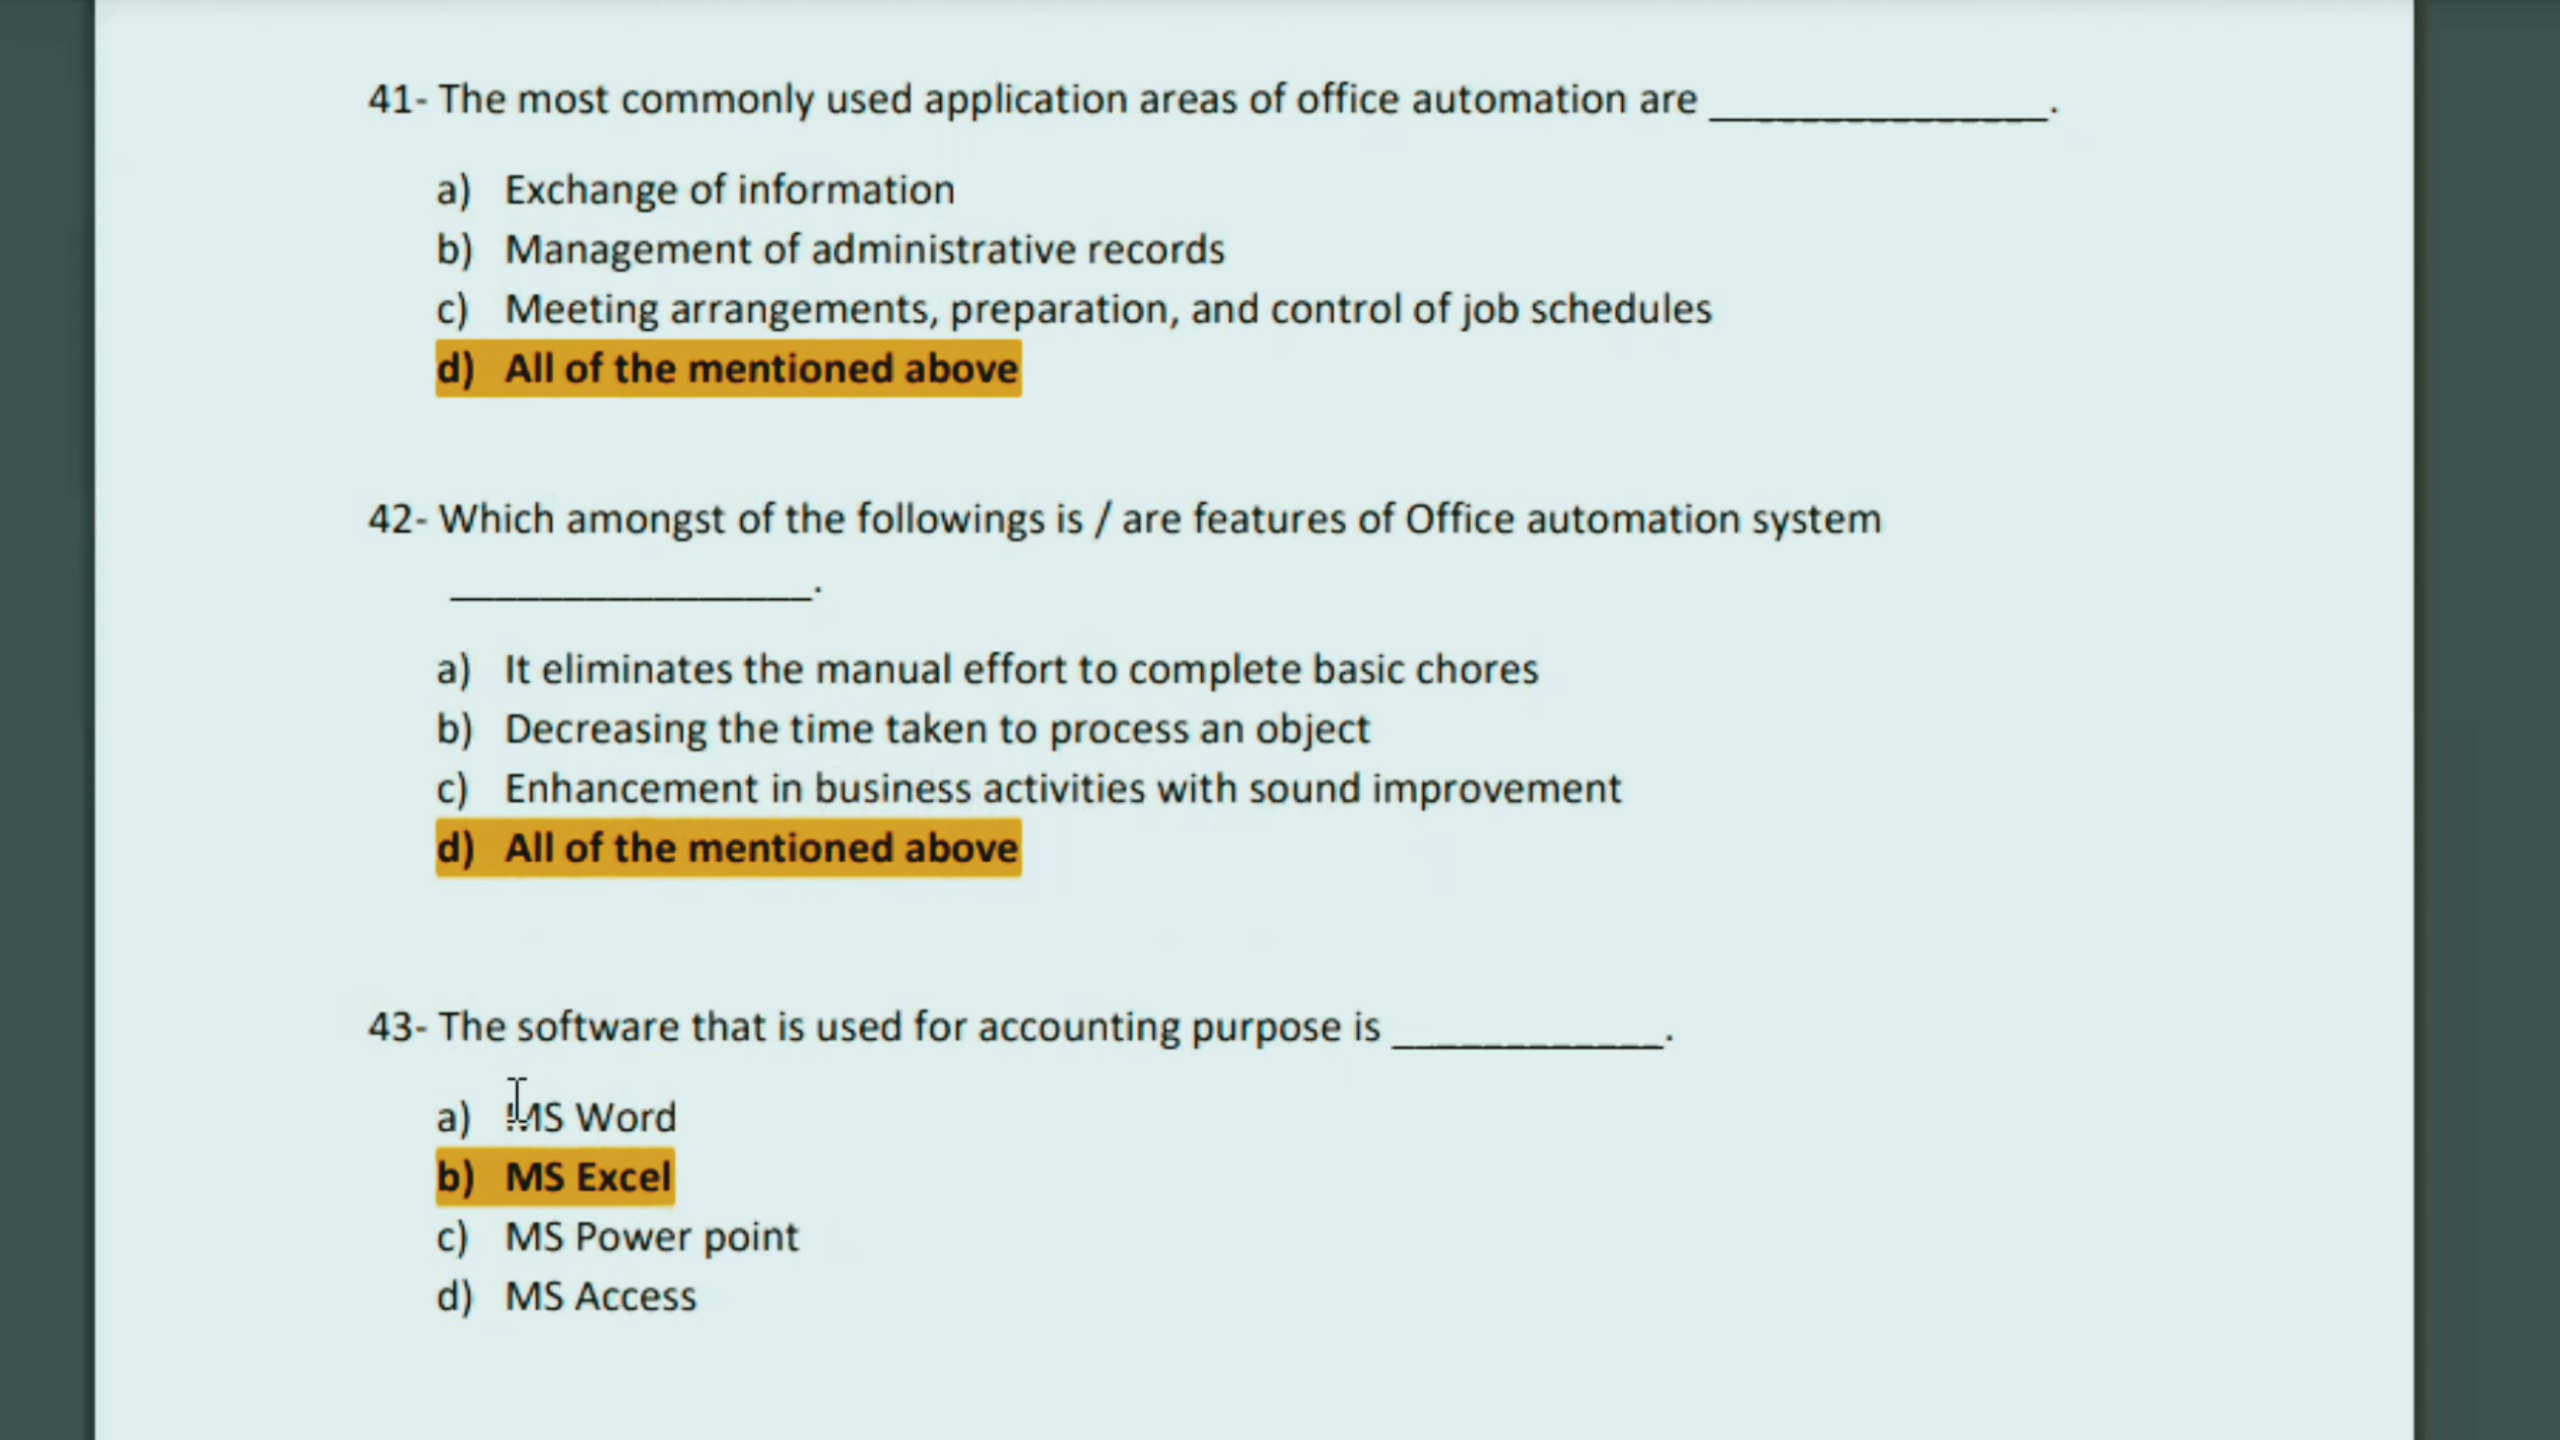 41- The most commonly used application areas of office automation are _______________.
a) Exchange of information
b) Management of administrative records
c) Meeting arrangements, preparation, and control of job schedules
d) All of the mentioned above
42- Which amongst of the followings is / are features of Office automation system
________________.
a) It eliminates the manual effort to complete basic chores
b) Decreasing the time taken to process an object
c) Enhancement in business activities with sound improvement
d) All of the mentioned above
43- The software that is used for accounting purpose is ____________.
a) MS Word
b) MS Excel
c) MS Power point
d) MS Access